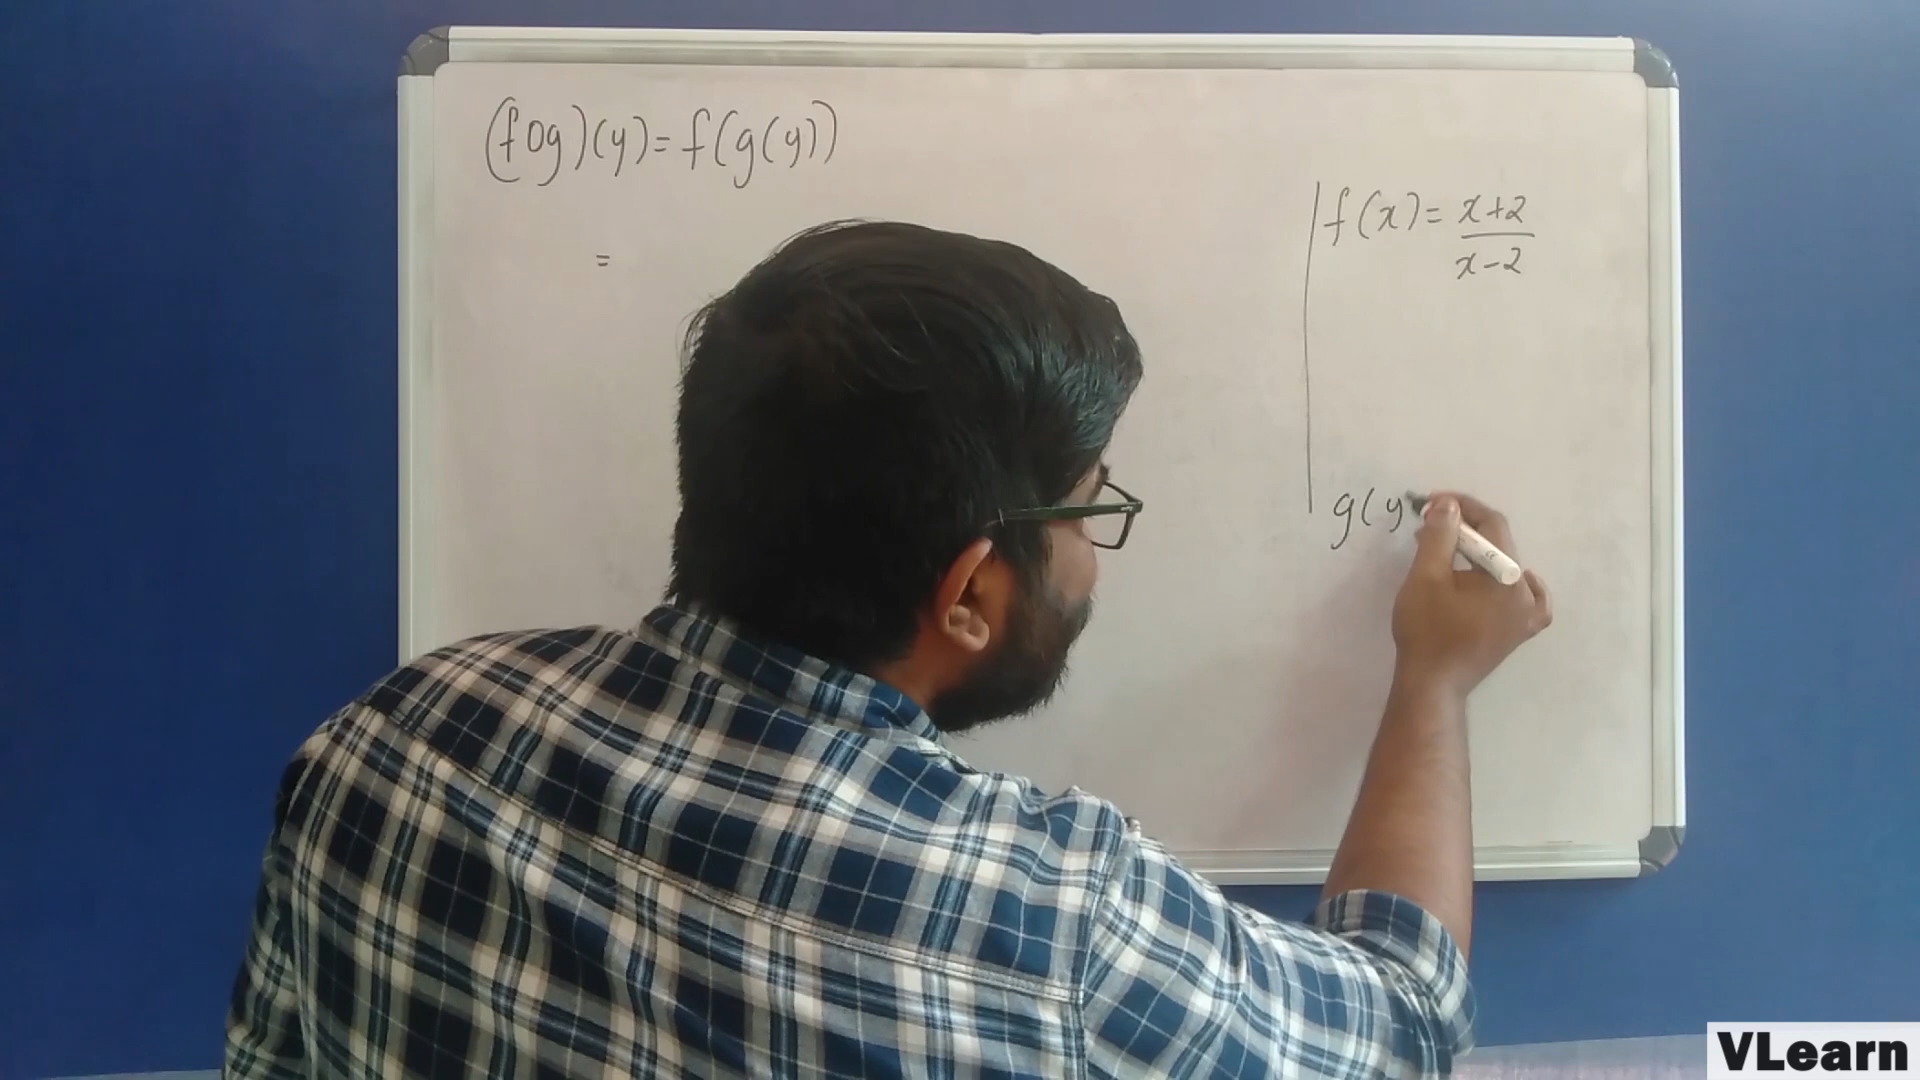 (fog)(y) = f(g(y))
=
f(x) = x+2
x-2
g(y
VLearn